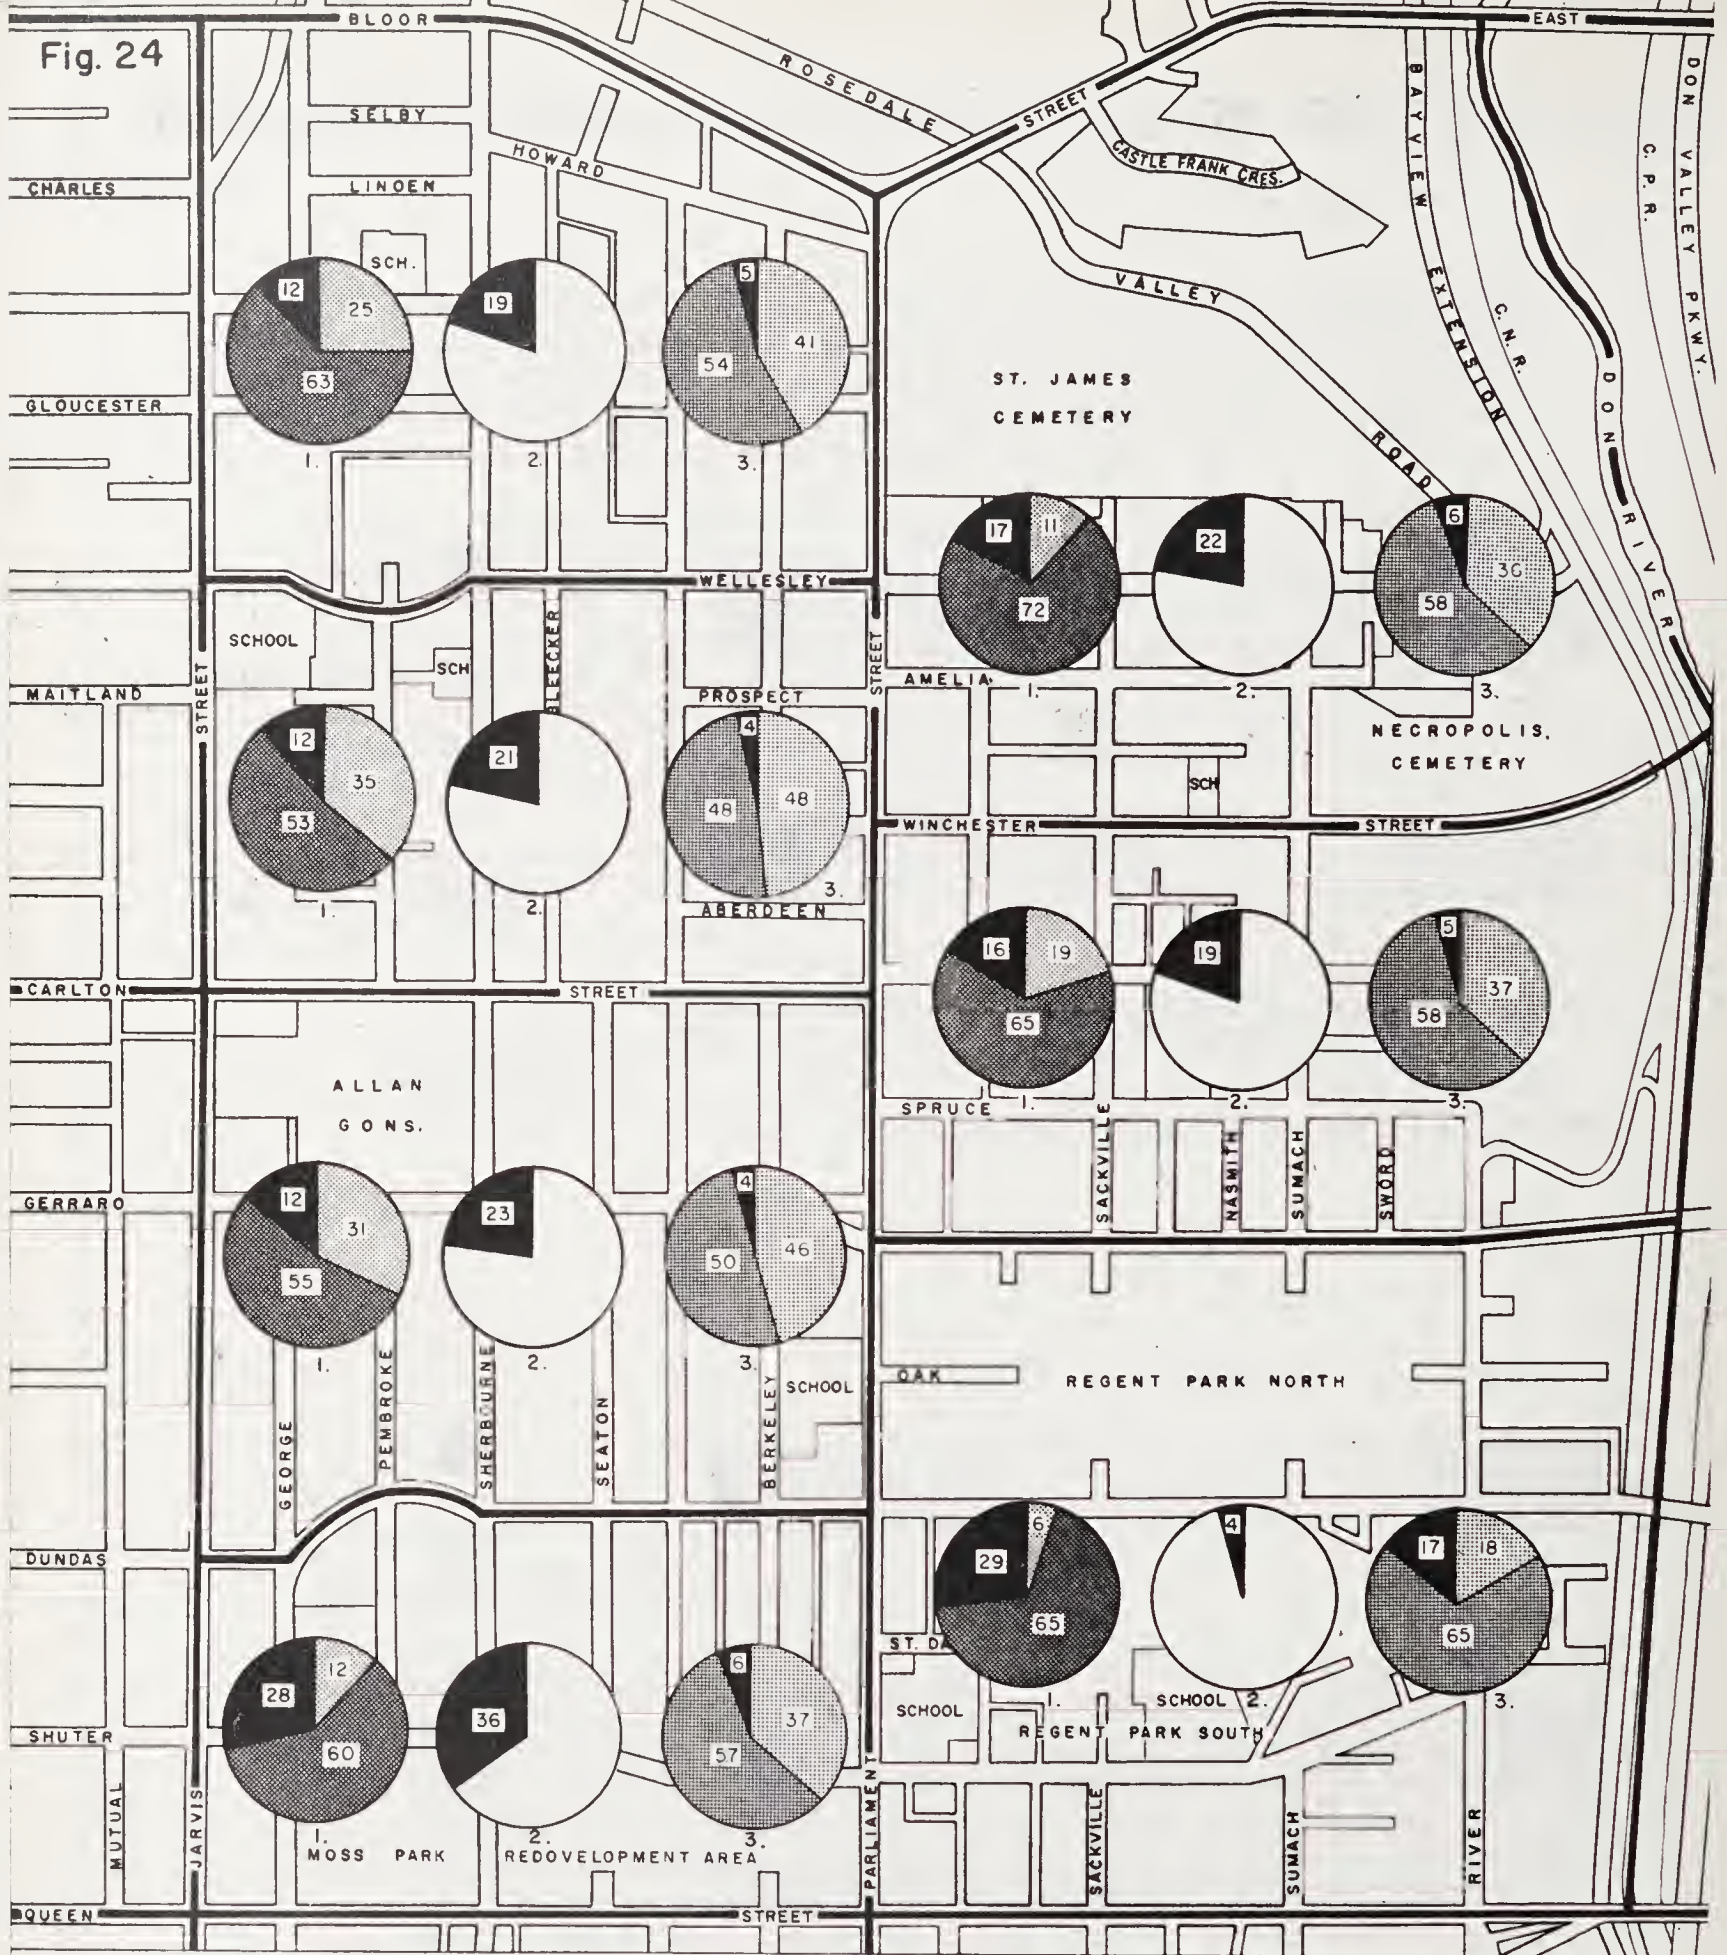 BLOOR
EAST
Fig. 24
ROSEDALE
STREET
BAYVIEW
DON VALLEY PKWY.
SELBY
HOWARD
CASTLE FRANK CRES.
C. P. R.
CHARLES
LINDEN
SCH.
VALLEY
EXTENSION
C. N. R.
12
25
63
1.
19
2.
5
41
54
3.
ST. JAMES
CEMETERY
DON
GLOUCESTER
ROAD
RIVER
17
11
72
1.
22
2.
6
36
58
3.
WELLESLEY
SCHOOL
SCH
BLEECKER
STREET
STREET
AMELIA
MAITLAND
PROSPECT
NECROPOLIS,
CEMETERY
12
35
53
1.
21
2.
4
48
48
3.
SCH
WINCHESTER
STREET
ABERDEEN
16
19
65
1.
19
2.
5
37
58
3.
CARLTON
STREET
ALLAN
GDNS.
SPRUCE
SACKVILLE
NASMITH
SUMACH
SWORD
GERRARD
12
31
55
1.
23
2.
4
46
50
3.
SCHOOL
OAK
REGENT PARK NORTH
GEORGE
PEMBROKE
SHERBOURNE
SEATON
BERKELEY
29
6
65
1.
4
2.
17
18
65
3.
DUNDAS
ST. DA
28
12
60
1.
36
2.
6
37
57
3.
SCHOOL
SCHOOL
REGENT PARK SOUTH
SHUTER
MUTUAL
JARVIS
MOSS PARK
REDOVELOPMENT AREA
PARLIAMENT
SACKVILLE
SUMACH
RIVER
QUEEN
STREET